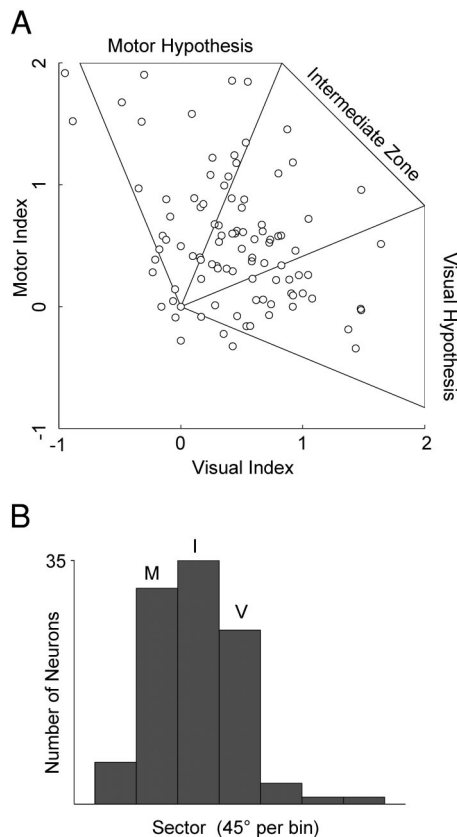 A
Motor Hypothesis
Intermediate Zone
Visual Hypothesis
Motor Index
2
1
0
-1
-1 0 1 2
Visual Index
B
35
M
I
V
Number of Neurons
Sector (45° per bin)